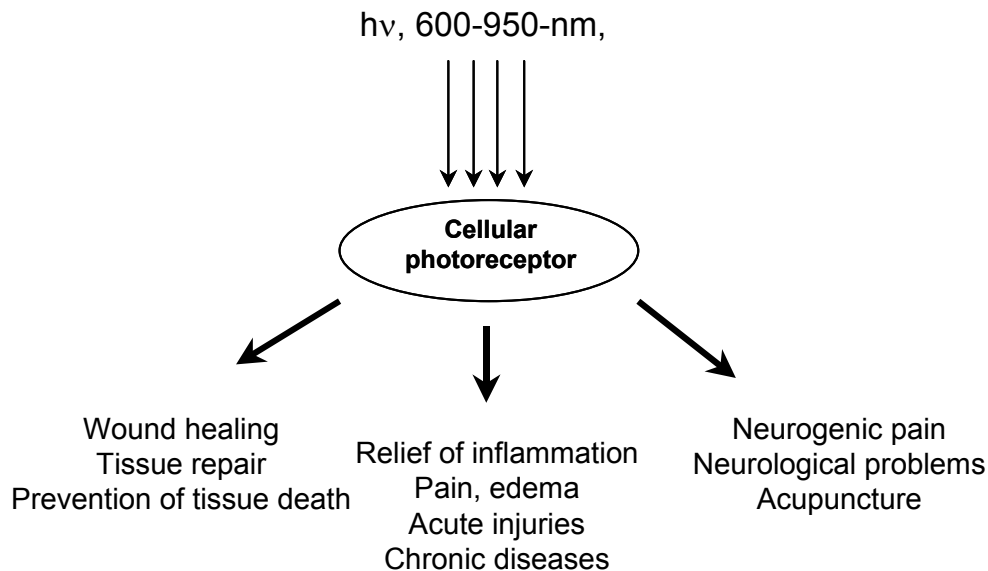 hν, 600-950-nm,
Cellular
photoreceptor
Wound healing
Tissue repair
Prevention of tissue death
Relief of inflammation
Pain, edema
Acute injuries
Chronic diseases
Neurogenic pain
Neurological problems
Acupuncture